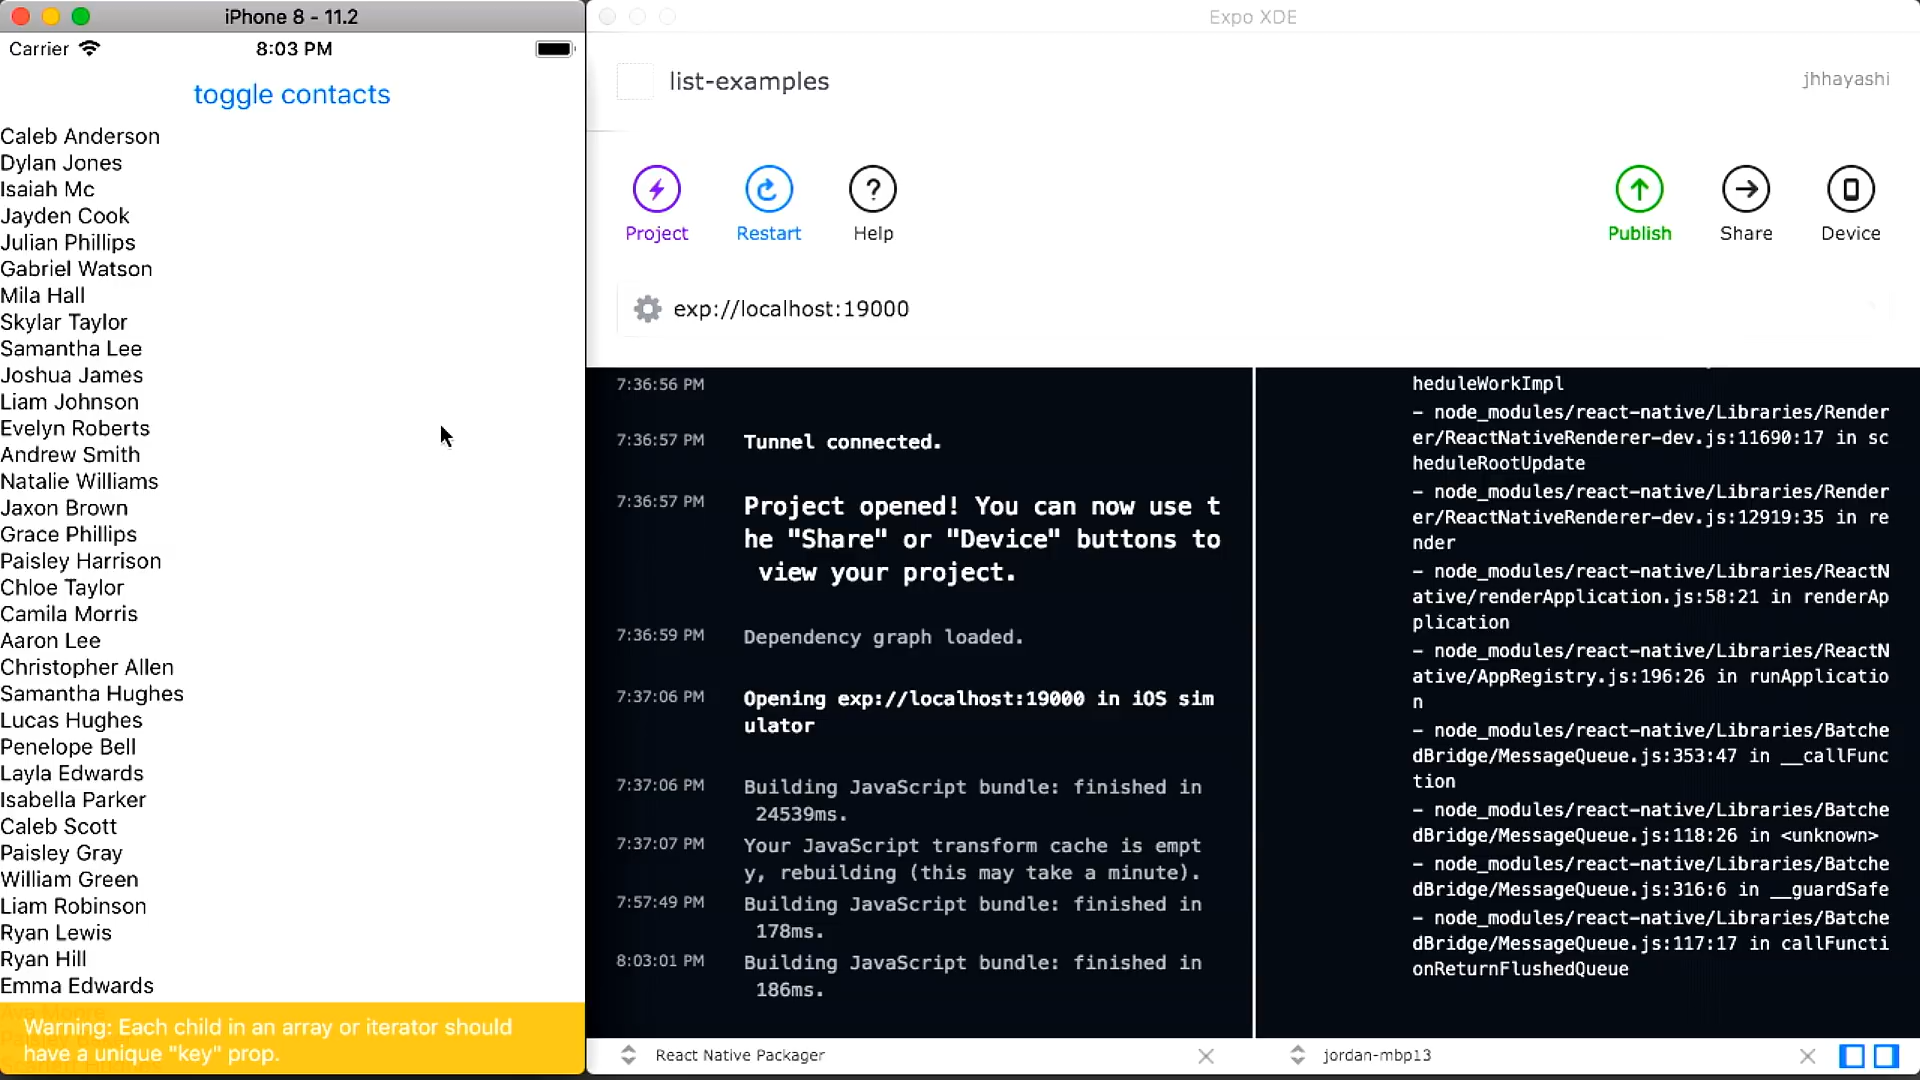 iPhone 8 - 11.2
Carrier
8:03 PM
toggle contacts
Caleb Anderson
Dylan Jones
Isaiah Mc
Jayden Cook
Julian Phillips
Gabriel Watson
Mila Hall
Skylar Taylor
Samantha Lee
Joshua James
Liam Johnson
Evelyn Roberts
Andrew Smith
Natalie Williams
Jaxon Brown
Grace Phillips
Paisley Harrison
Chloe Taylor
Camila Morris
Aaron Lee
Christopher Allen
Samantha Hughes
Lucas Hughes
Penelope Bell
Layla Edwards
Isabella Parker
Caleb Scott
Paisley Gray
William Green
Liam Robinson
Ryan Lewis
Ryan Hill
Emma Edwards
Warning: Each child in an array or iterator should
have a unique "key" prop.
Expo XDE
list-examples
jhhayashi
Project
Restart
Help
Publish
Share
Device
exp://localhost:19000
7:36:56 PM
7:36:57 PM
Tunnel connected.
7:36:57 PM
Project opened! You can now use t
he "Share" or "Device" buttons to
view your project.
7:36:59 PM
Dependency graph loaded.
7:37:06 PM
Opening exp://localhost:19000 in iOS sim
ulator
7:37:06 PM
Building JavaScript bundle: finished in
24539ms.
7:37:07 PM
Your JavaScript transform cache is empt
y, rebuilding (this may take a minute).
7:57:49 PM
Building JavaScript bundle: finished in
178ms.
8:03:01 PM
Building JavaScript bundle: finished in
186ms.
heduleWorkImpl
- node_modules/react-native/Libraries/Render
er/ReactNativeRenderer-dev.js:11690:17 in sc
heduleRootUpdate
- node_modules/react-native/Libraries/Render
er/ReactNativeRenderer-dev.js:12919:35 in re
nder
- node_modules/react-native/Libraries/ReactN
ative/renderApplication.js:58:21 in renderAp
plication
- node_modules/react-native/Libraries/ReactN
ative/AppRegistry.js:196:26 in runApplicatio
n
- node_modules/react-native/Libraries/Batche
dBridge/MessageQueue.js:353:47 in __callFunc
tion
- node_modules/react-native/Libraries/Batche
dBridge/MessageQueue.js:118:26 in <unknown>
- node_modules/react-native/Libraries/Batche
dBridge/MessageQueue.js:316:6 in __guardSafe
- node_modules/react-native/Libraries/Batche
dBridge/MessageQueue.js:117:17 in callFuncti
onReturnFlushedQueue
React Native Packager
jordan-mbp13